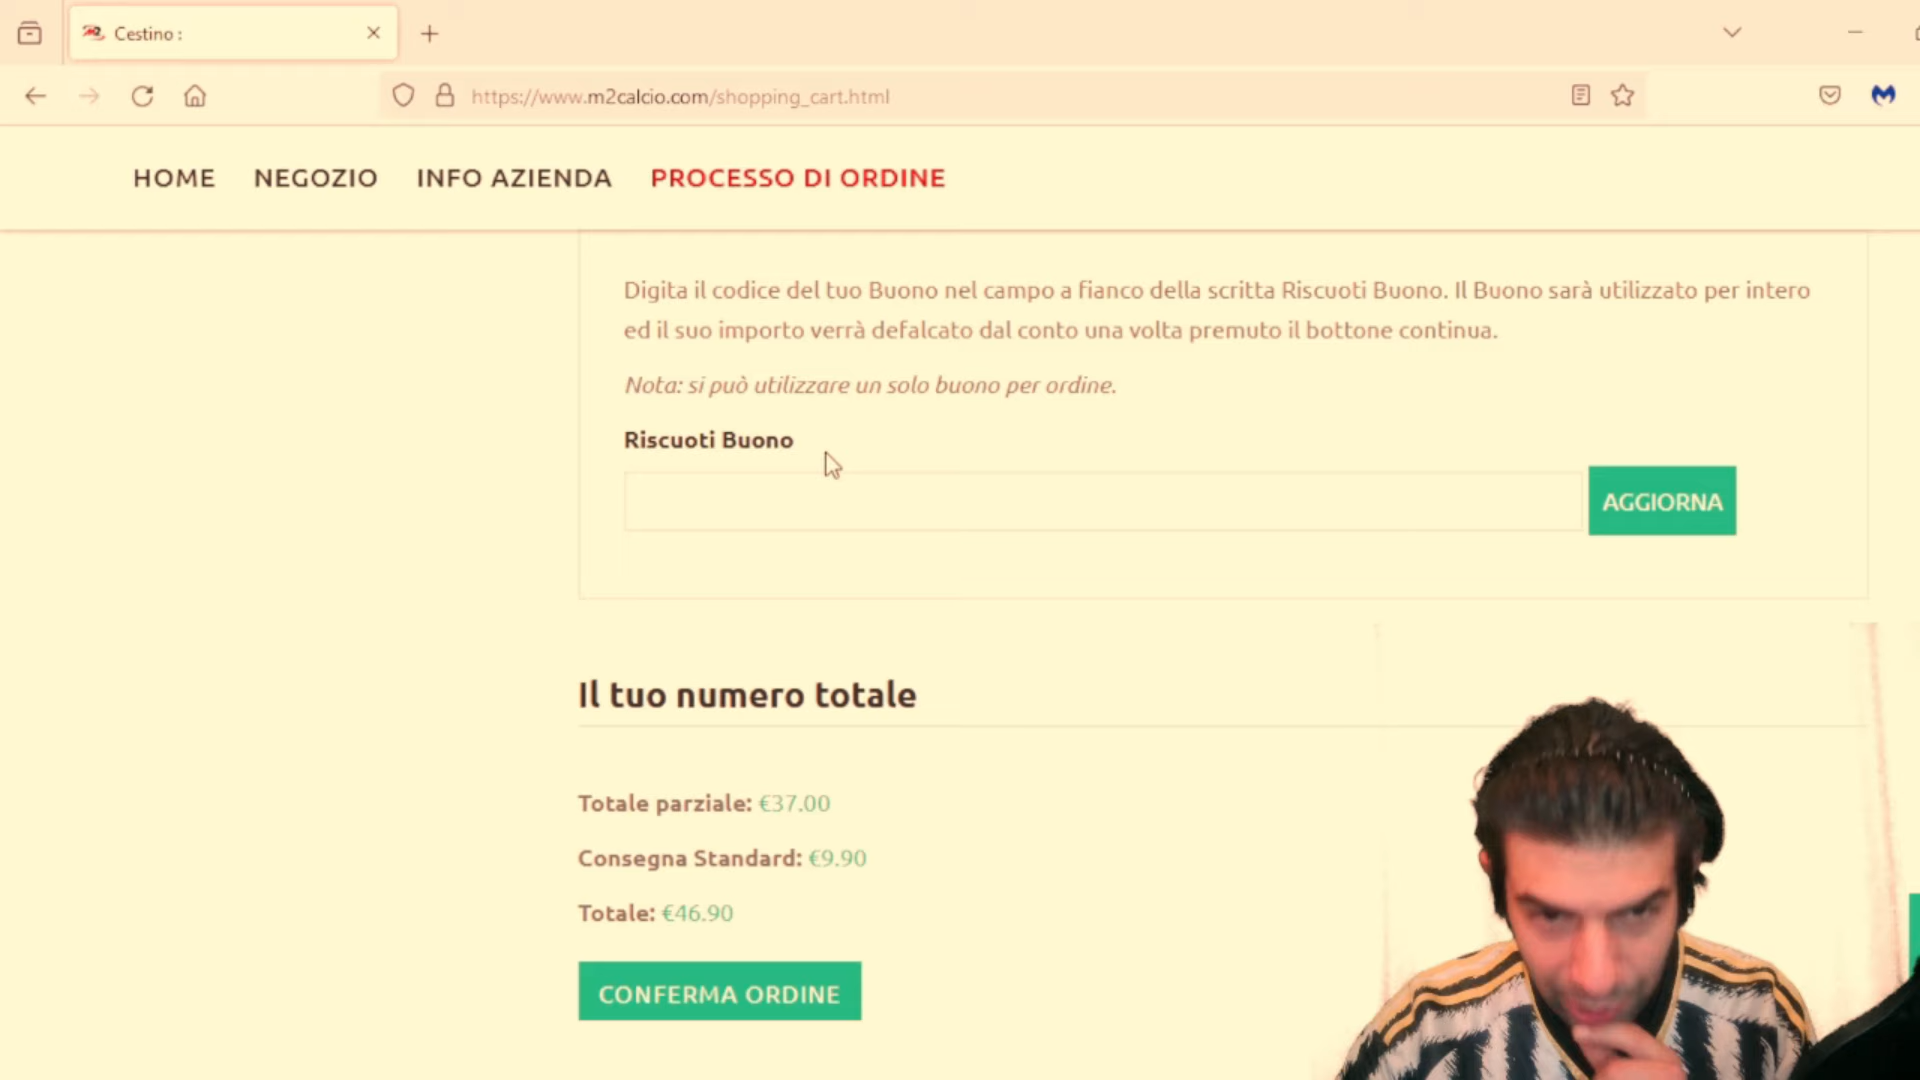 Cestino :
https://www.m2calcio.com/shopping_cart.html
HOME NEGOZIO INFO AZIENDA PROCESSO DI ORDINE
Digita il codice del tuo Buono nel campo a fianco della scritta Riscuoti Buono. Il Buono sarà utilizzato per intero
ed il suo importo verrà defalcato dal conto una volta premuto il bottone continua.
Nota: si può utilizzare un solo buono per ordine.
Riscuoti Buono
AGGIORNA
Il tuo numero totale
Totale parziale: €37.00
Consegna Standard: €9.90
Totale: €46.90
CONFERMA ORDINE